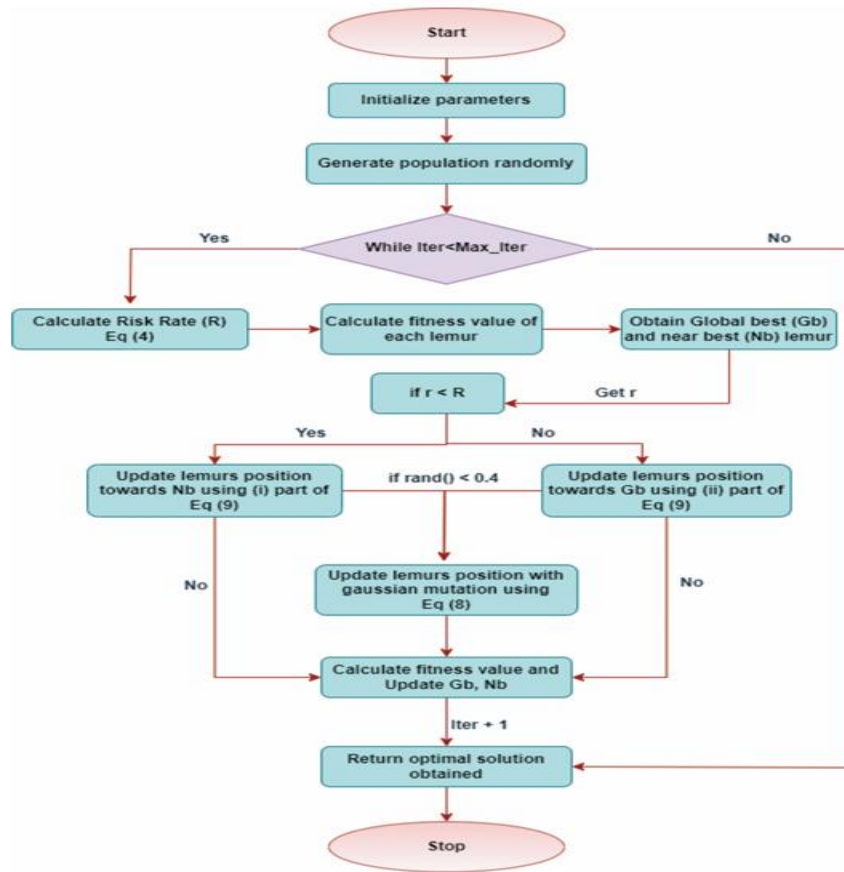 Start
Initialize parameters
Generate population randomly
While Iter<Max_Iter
Yes
No
Calculate Risk Rate (R)
Eq (4)
Calculate fitness value of
each lemur
Obtain Global best (Gb)
and near best (Nb) lemur
if r < R
Get r
Yes
No
Update lemurs position
towards Nb using (i) part of
Eq (9)
if rand() < 0.4
Update lemurs position
towards Gb using (ii) part of
Eq (9)
No
Update lemurs position with
gaussian mutation using
Eq (8)
No
Calculate fitness value and
Update Gb, Nb
Iter + 1
Return optimal solution
obtained
Stop